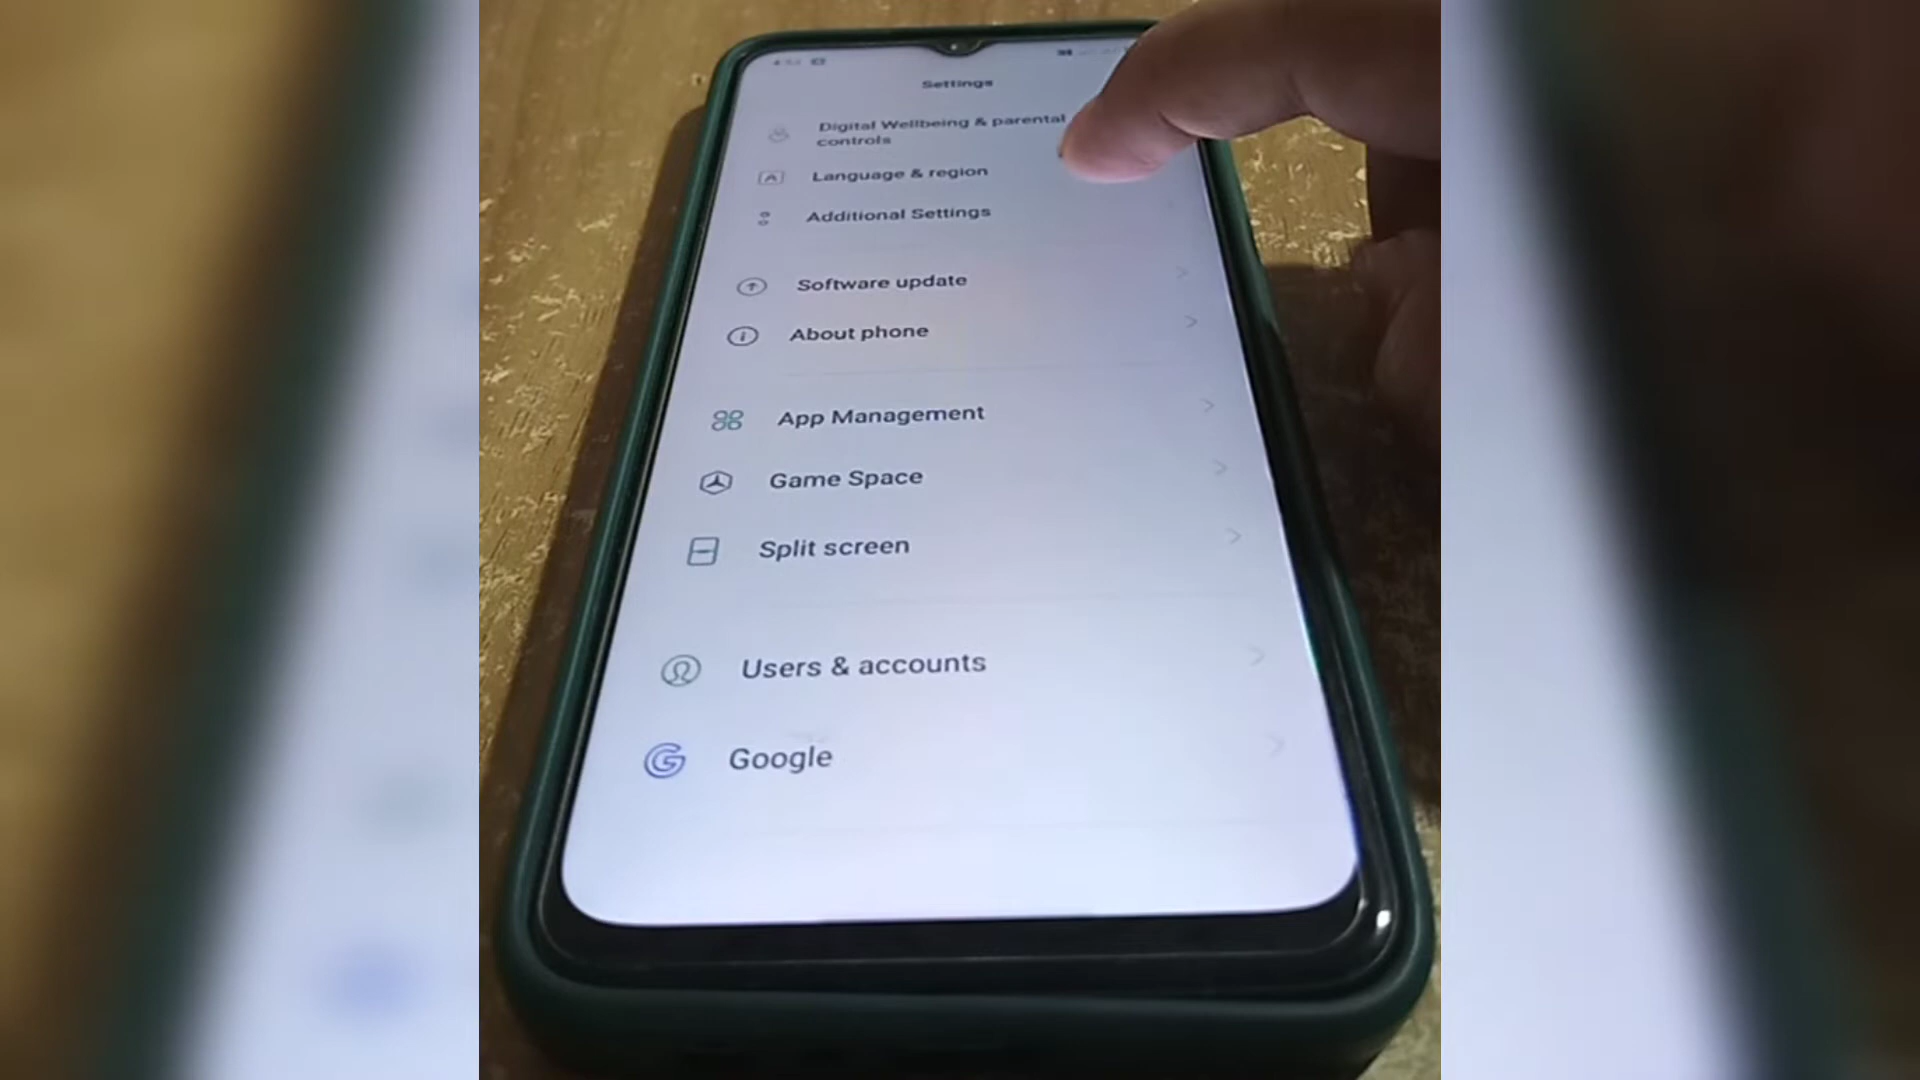 Settings
Digital Wellbeing & parental
controls
Language & region
Additional Settings
Software update
About phone
App Management
Game Space
Split screen
Users & accounts
Google